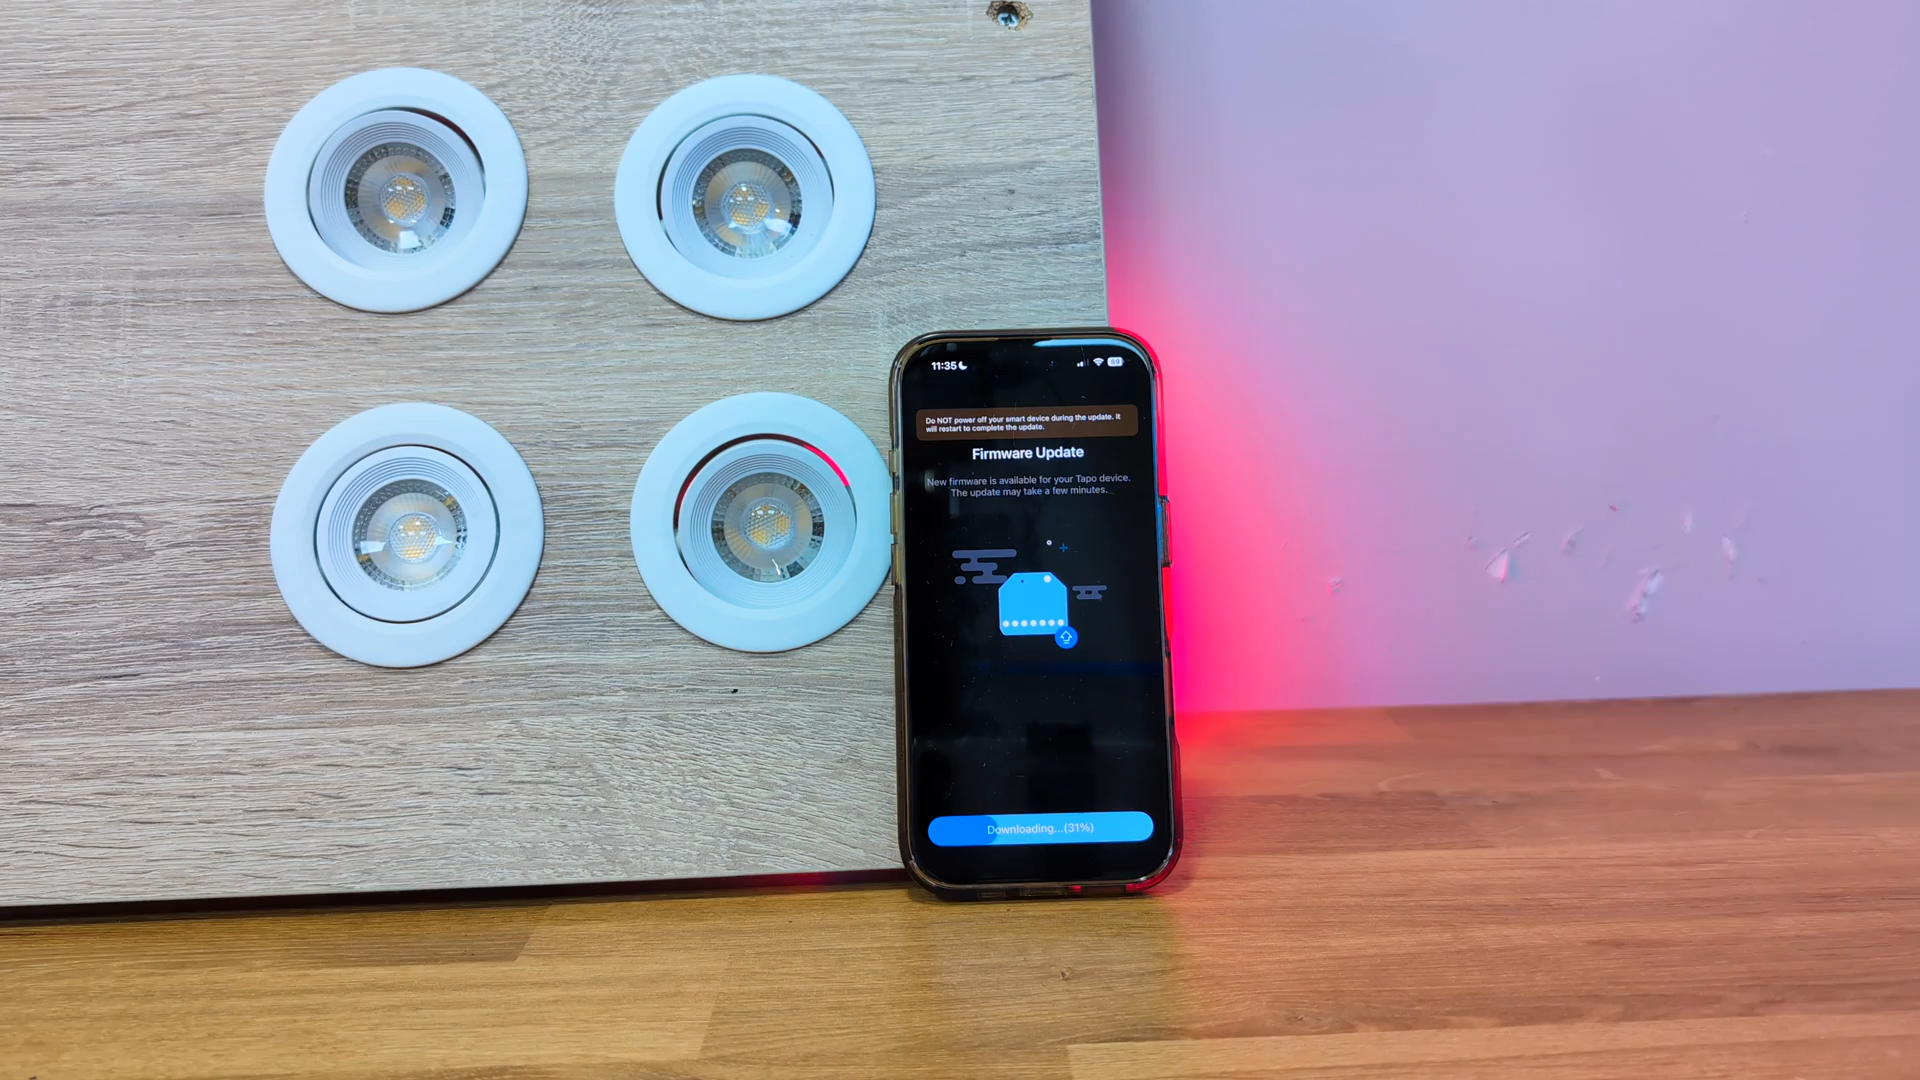 11:35
89
Do NOT power off your smart device during the update. It
will restart to complete the update.
Firmware Update
New firmware is available for your Tapo device.
The update may take a few minutes.
Downloading...(31%)